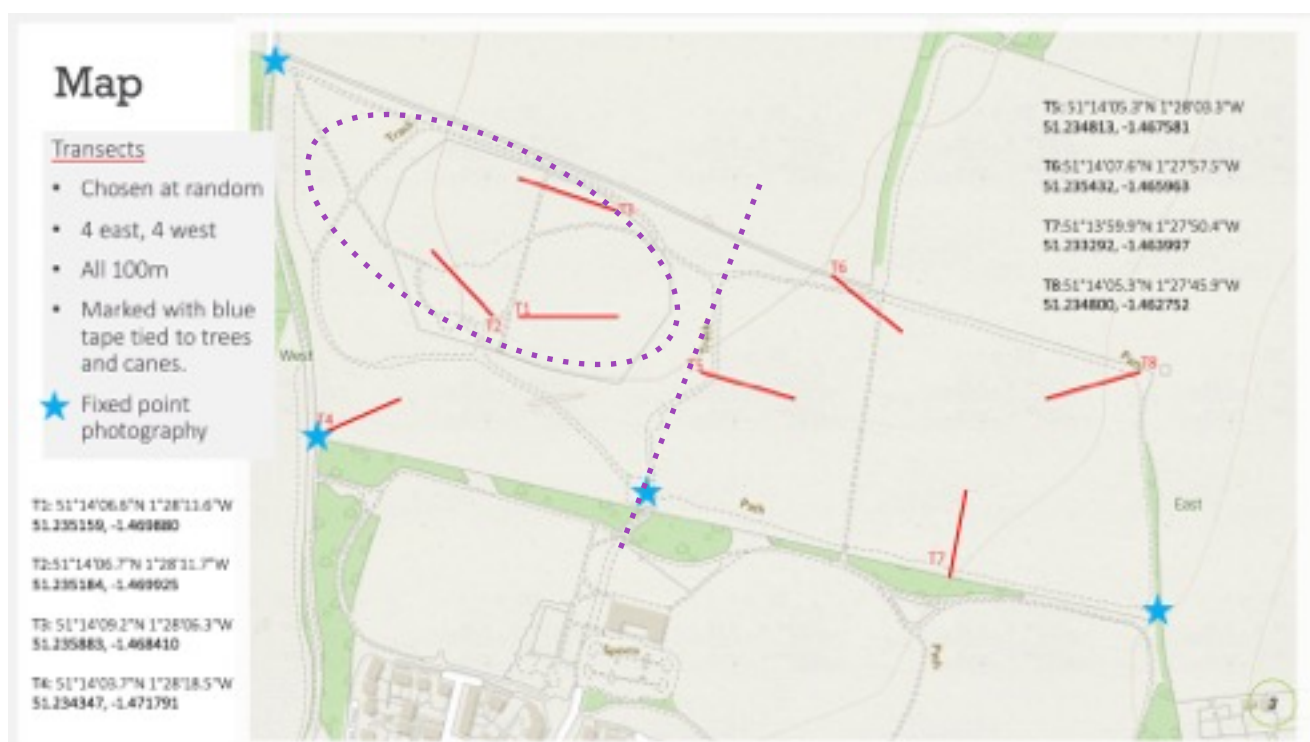 Map
Transects
• Chosen at random
• 4 east, 4 west
• All 100m
• Marked with blue
tape tied to trees
and canes.
Fixed point
photography
T1: 51°14'06.6"N 1°28'11.6"W
51.235159, -1.469880
T2:51°14'06.7"N 1°28'11.7"W
51.235184, -1.469925
T3: 51°14'09.2"N 1°28'06.3"W
51.235883, -1.468410
T4: 51°14'03.7"N 1°28'18.5"W
51.234347, -1.471791
T5: 51°14'05.3"N 1°28'03.3"W
51.234813, -1.467581
T6:51°14'07.6"N 1°27'57.5"W
51.235432, -1.465963
T7:51°13'59.9"N 1°27'50.4"W
51.233292, -1.463997
T8:51°14'05.3"N 1°27'45.9"W
51.234800, -1.462752
Track
T3
T6
T1
T2
Track
T5
Path
T8
West
T4
Path
East
T7
Path
Sports
3